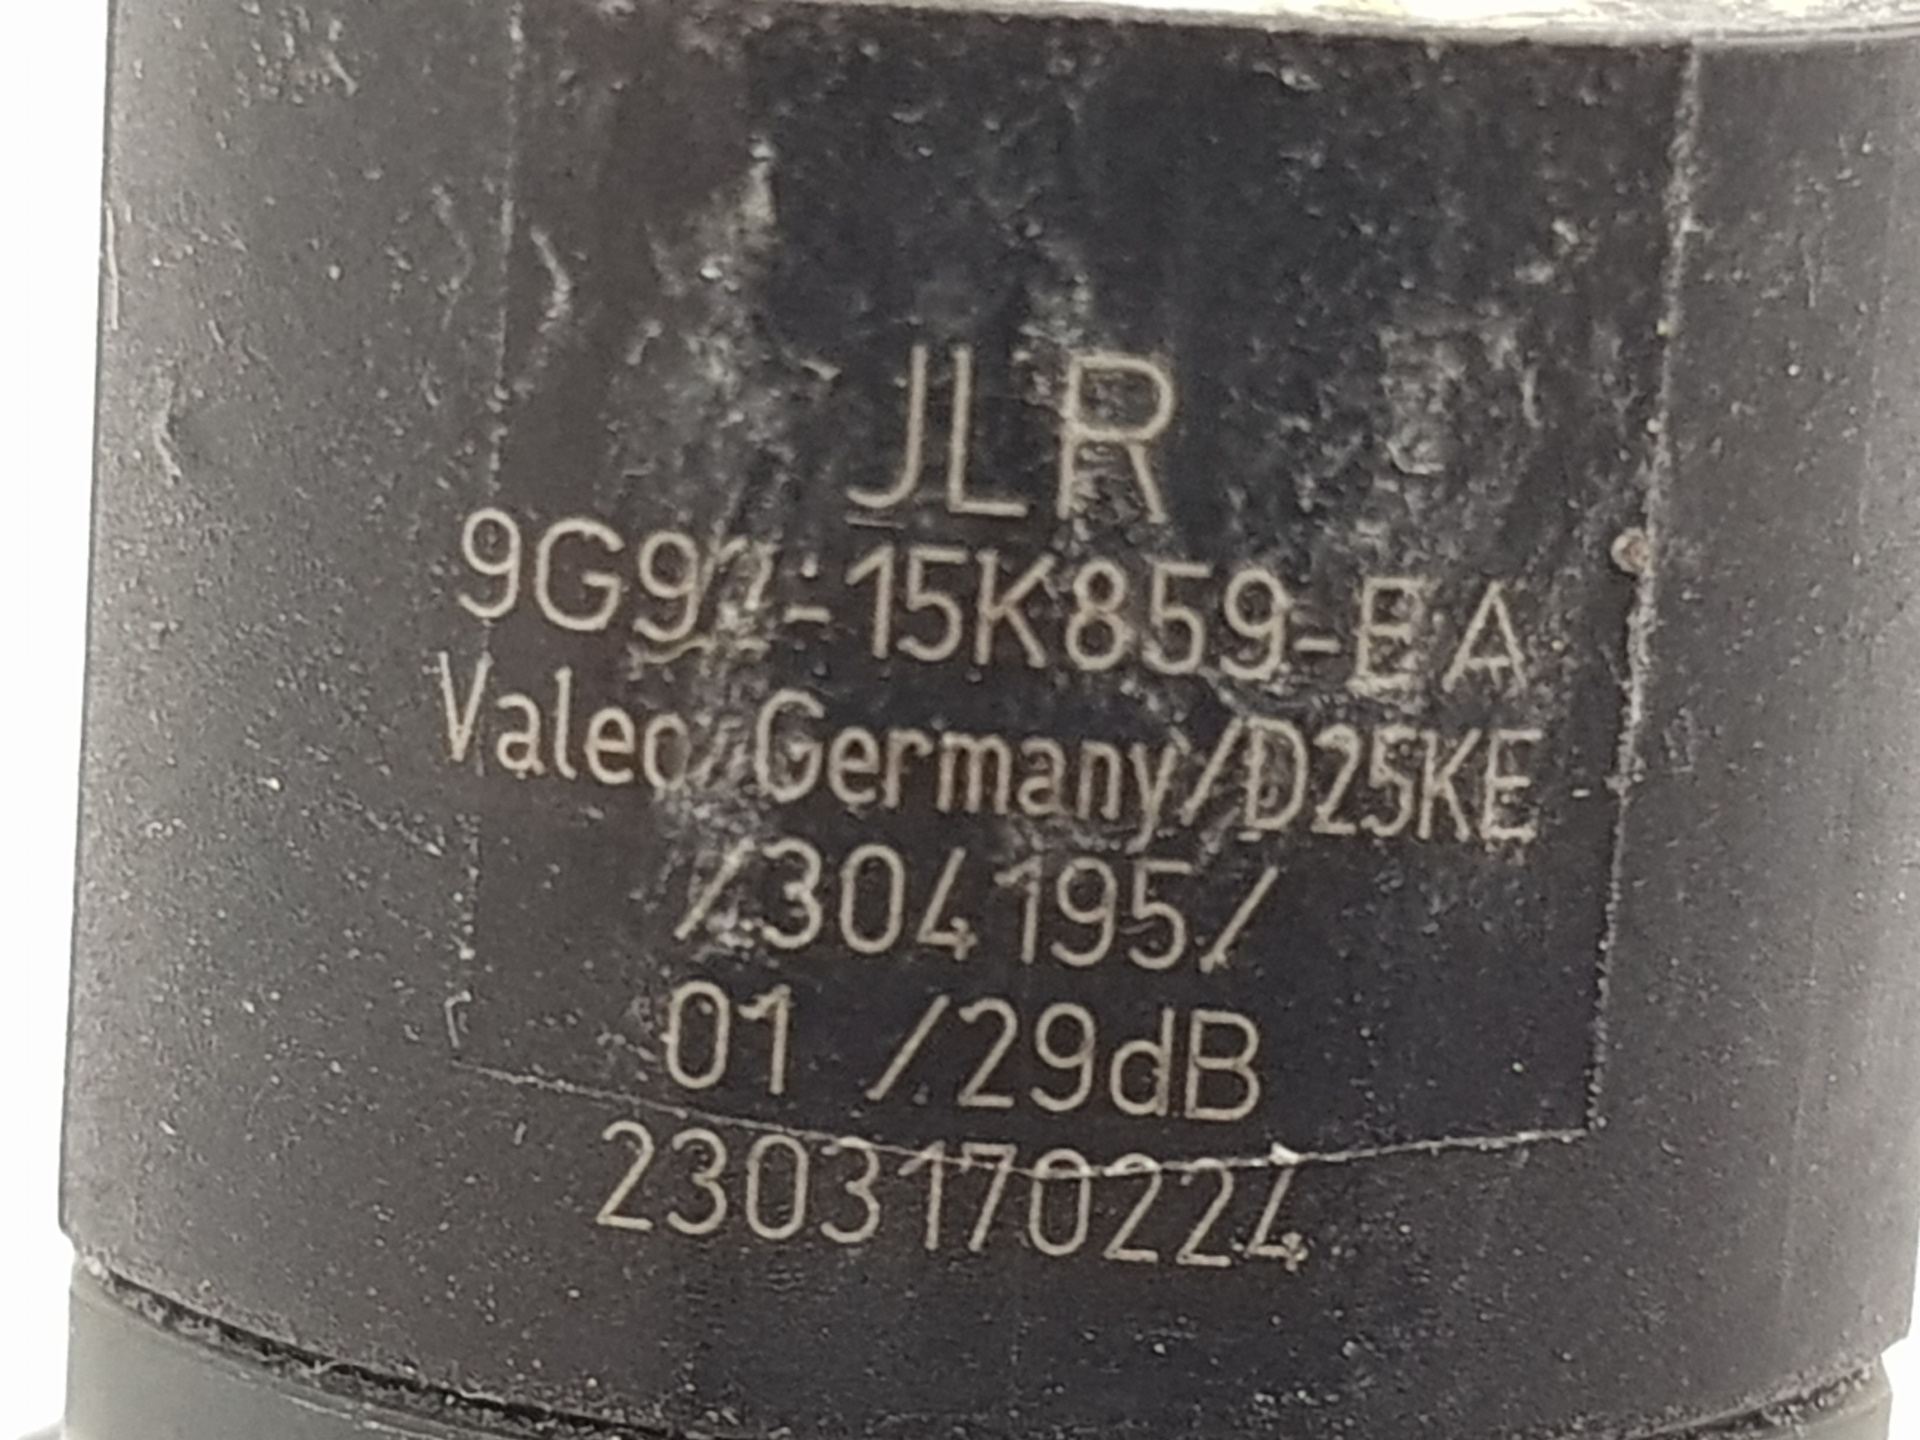 JLR
9G92-15K859-EA
Valeo/Germany/D25KE
/304195/
01 /29dB
2303170224